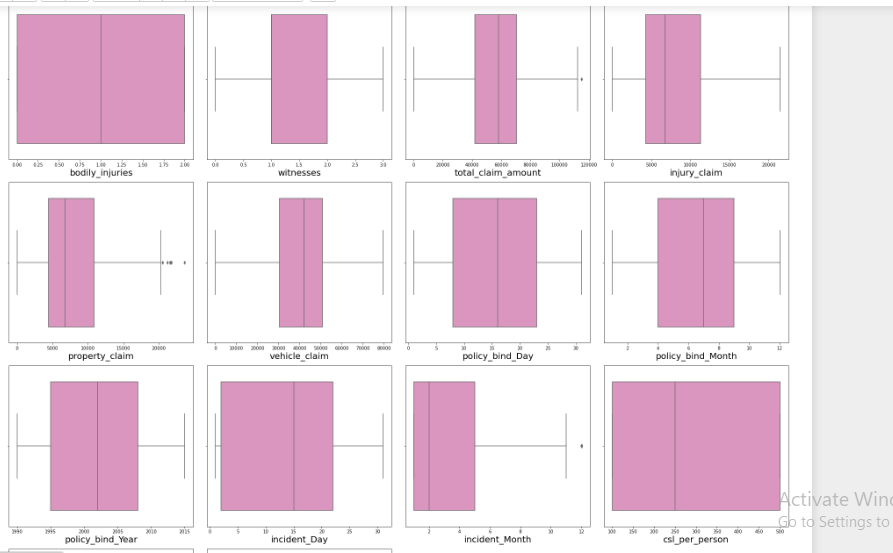 0.00 0.25 0.50 0.75 1.00 1.25 1.50 1.75 2.00
bodily_injuries
0.0 0.5 1.0 1.5 2.0 2.5 3.0
witnesses
0 20000 40000 60000 80000 100000 120000
total_claim_amount
0 5000 10000 15000 20000
injury_claim
0 5000 10000 15000 20000
property_claim
0 10000 20000 30000 40000 50000 60000 70000 80000
vehicle_claim
0 5 10 15 20 25 30
policy_bind_Day
2 4 6 8 10 12
policy_bind_Month
1990 1995 2000 2005 2010 2015
policy_bind_Year
0 5 10 15 20 25 30
incident_Day
2 4 6 8 10 12
incident_Month
100 150 200 250 300 350 400 450 500
csl_per_person
Activate Wind
Go to Settings to